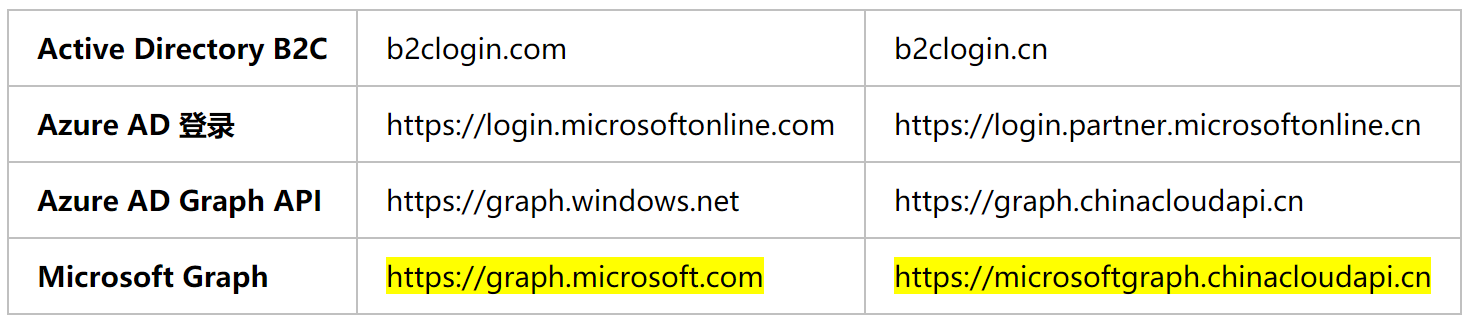 Active Directory B2C b2clogin.com b2clogin.cn
Azure AD 登录 https://login.microsoftonline.com https://login.partner.microsoftonline.cn
Azure AD Graph API https://graph.windows.net https://graph.chinacloudapi.cn
Microsoft Graph https://graph.microsoft.com https://microsoftgraph.chinacloudapi.cn